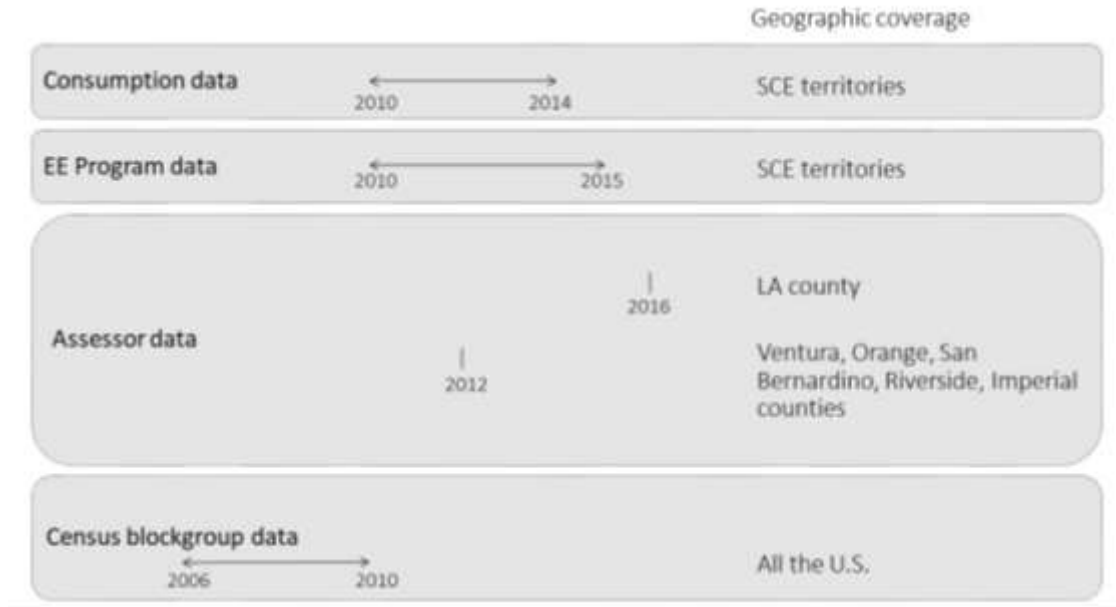 Geographic coverage
Consumption data
2010
2014
SCE territories
EE Program data
2010
2015
SCE territories
2016
LA county
Assessor data
2012
Ventura, Orange, San
Bernardino, Riverside, Imperial
counties
Census blockgroup data
2006
2010
All the U.S.